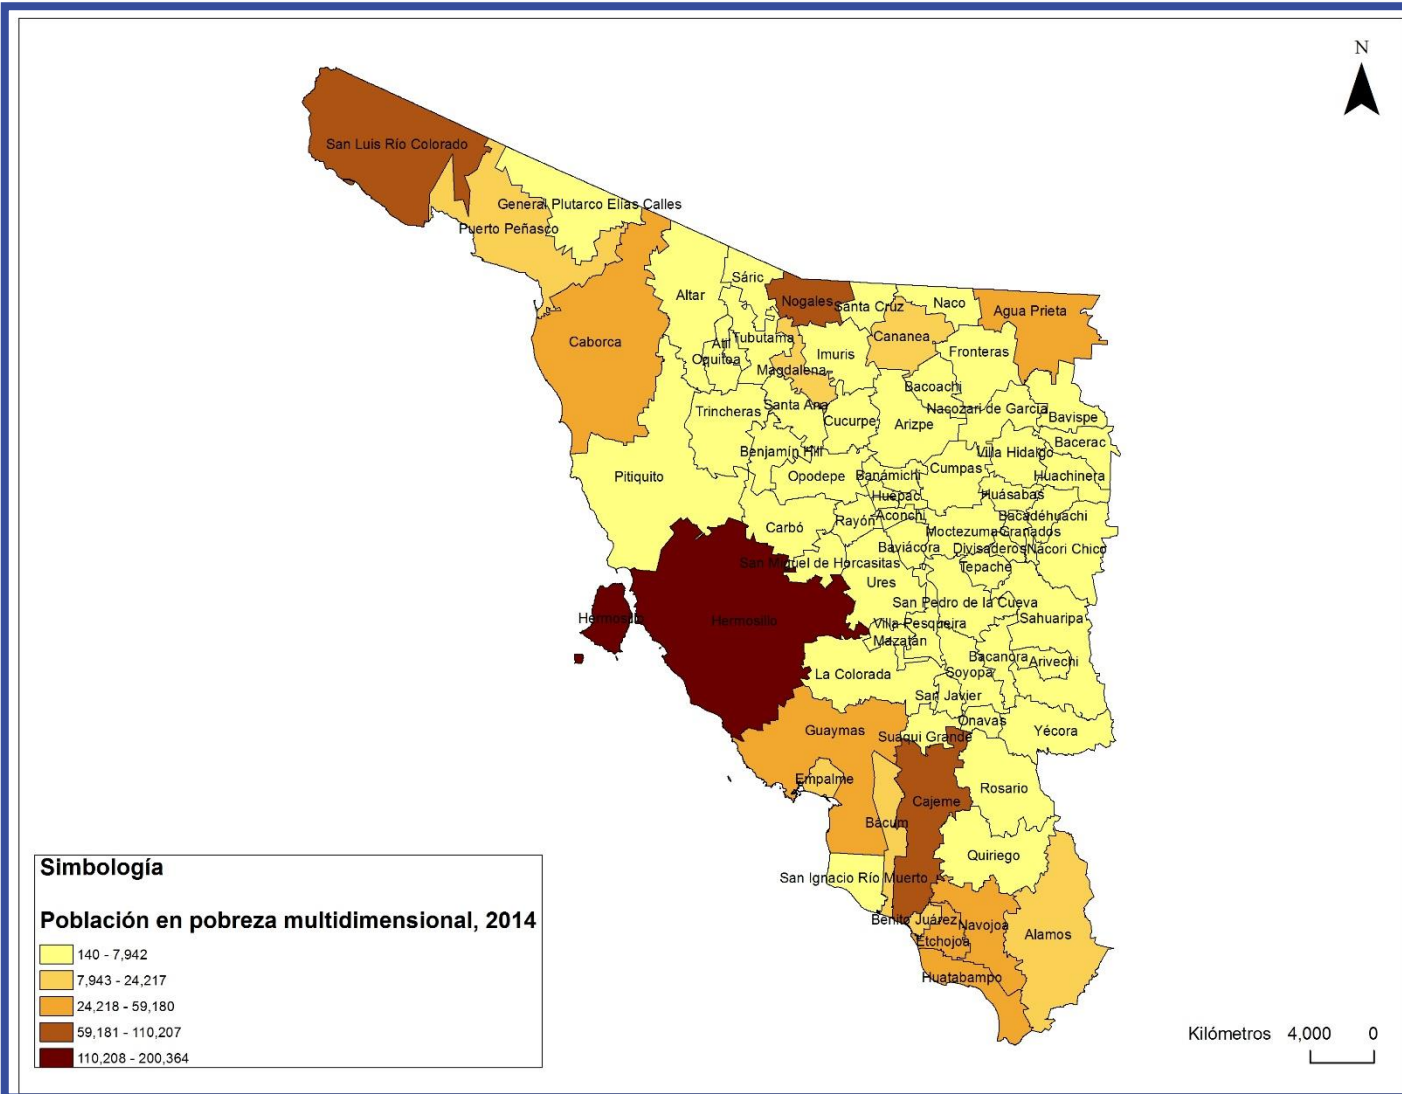 N
San Luis Río Colorado
General Plutarco Elías Calles
Puerto Peñasco
Sáric
Altar
Nogales
Santa Cruz
Naco
Agua Prieta
Caborca
Tubutama
Atil
Oquitoa
Cananea
Imuris
Fronteras
Magdalena
Bacoachi
Trincheras
Santa Ana
Cucurpe
Arizpe
Nacozari de García
Bavispe
Bacerac
Benjamín Hill
Villa Hidalgo
Pitiquito
Opodepe
Banámichi
Cumpas
Huachinera
Huépac
Huásabas
Carbó
Rayón
Aconchi
Bacadéhuachi
Moctezuma
Granados
Baviácora
Divisaderos
Nácori Chico
San Miguel de Horcasitas
Tepache
Ures
San Pedro de la Cueva
Hermosillo
Hermosillo
Villa Pesqueira
Sahuaripa
Mazatán
Bacanora
Arivechi
La Colorada
Soyopa
San Javier
Onavas
Guaymas
Suaqui Grande
Yécora
Empalme
Rosario
Cajeme
Bácum
Quiriego
San Ignacio Río Muerto
Benito Juárez
Navojoa
Alamos
Etchojoa
Huatabampo
Simbología
Población en pobreza multidimensional, 2014
140 - 7,942
7,943 - 24,217
24,218 - 59,180
59,181 - 110,207
110,208 - 200,364
Kilómetros 4,000 0